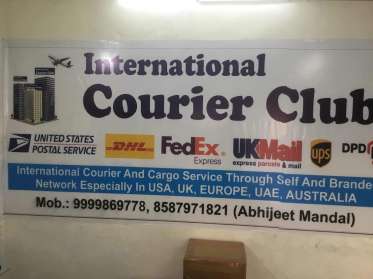 International
Courier Club
UNITED STATES
POSTAL SERVICE
DHL
FedEx
Express
UKMail
express parcels & mail
ups
DPD
International Courier And Cargo Service Through Self And Brande
Network Especially In USA, UK, EUROPE, UAE, AUSTRALIA
Mob.: 9999869778, 8587971821 (Abhijeet Mandal)